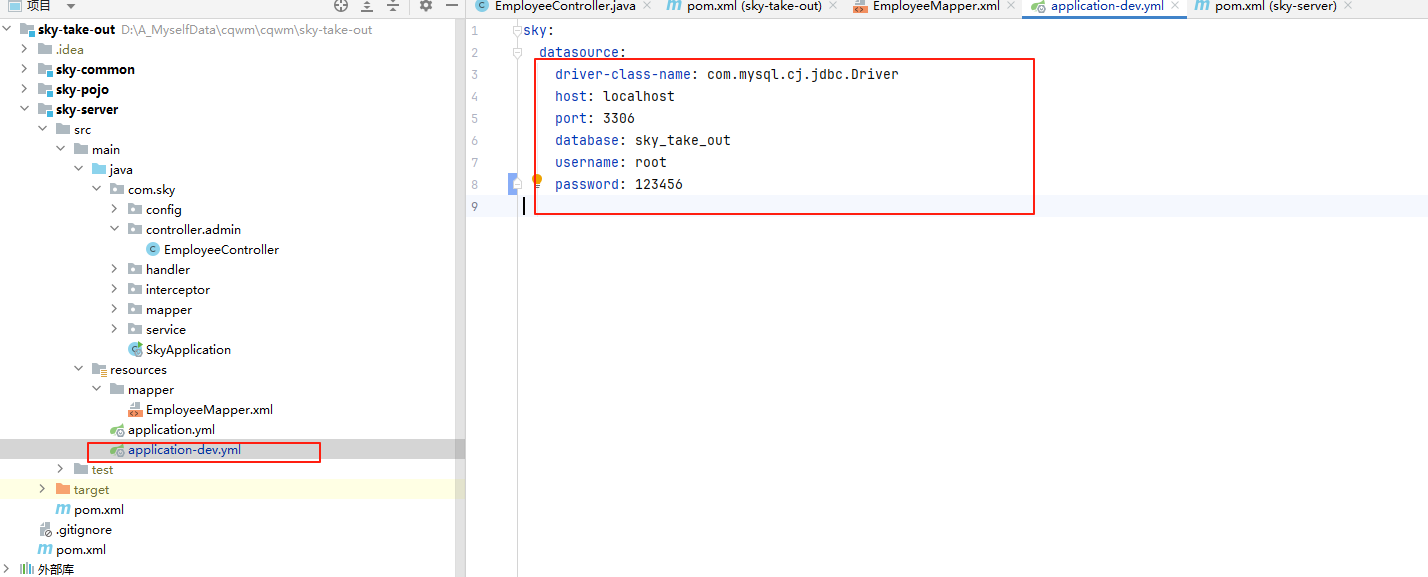 项目
EmployeeController.java
pom.xml (sky-take-out)
EmployeeMapper.xml
application-dev.yml
pom.xml (sky-server)
sky-take-out D:\A_MyselfData\cqwm\cqwm\sky-take-out
.idea
sky-common
sky-pojo
sky-server
src
main
java
com.sky
config
controller.admin
EmployeeController
handler
interceptor
mapper
service
SkyApplication
resources
mapper
EmployeeMapper.xml
application.yml
application-dev.yml
test
target
pom.xml
.gitignore
pom.xml
外部库
1 sky:
2 datasource:
3 driver-class-name: com.mysql.cj.jdbc.Driver
4 host: localhost
5 port: 3306
6 database: sky_take_out
7 username: root
8 password: 123456
9